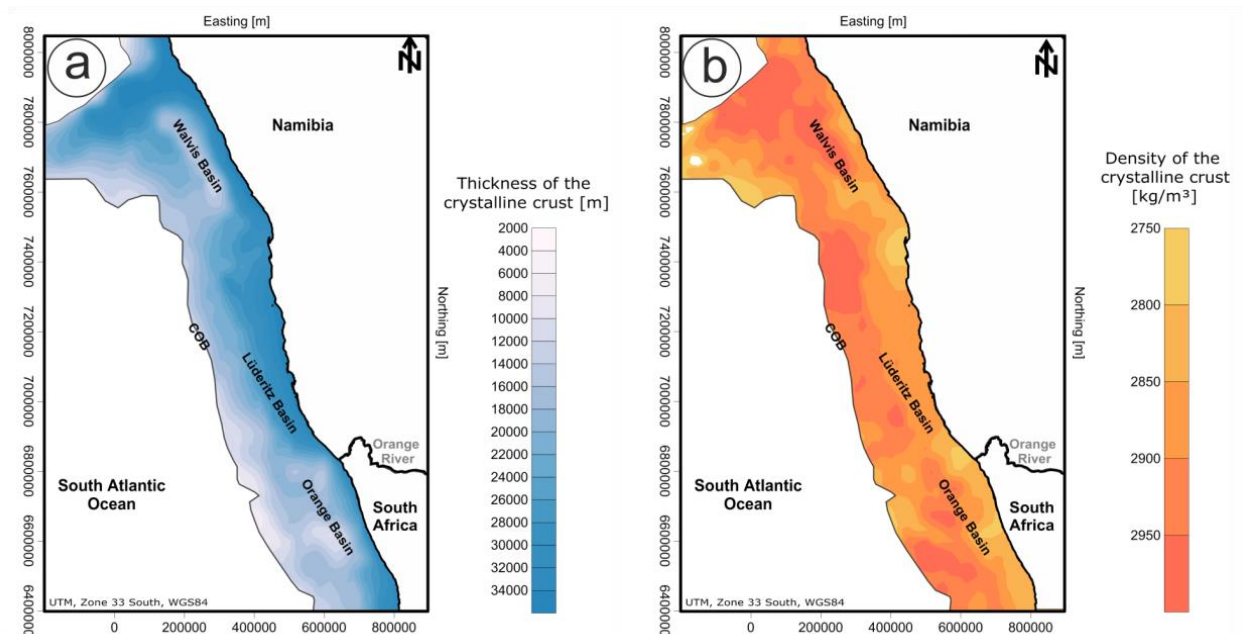 Easting [m]
a
N
Namibia
Walvis Basin
COB
Lüderitz Basin
Orange Basin
Orange
River
South Atlantic
Ocean
South
Africa
UTM, Zone 33 South, WGS84
8000000
7800000
7600000
7400000
7200000
7000000
6800000
6600000
6400000
0
200000
400000
600000
800000
Northing [m]
Thickness of the
crystalline crust [m]
2000
4000
6000
8000
10000
12000
14000
16000
18000
20000
22000
24000
26000
28000
30000
32000
34000
Easting [m]
b
N
Namibia
Walvis Basin
COB
Lüderitz Basin
Orange Basin
Orange
River
South Atlantic
Ocean
South
Africa
UTM, Zone 33 South, WGS84
8000000
7800000
7600000
7400000
7200000
7000000
6800000
6600000
6400000
0
200000
400000
600000
800000
Northing [m]
Density of the
crystalline crust
[kg/m³]
2750
2800
2850
2900
2950